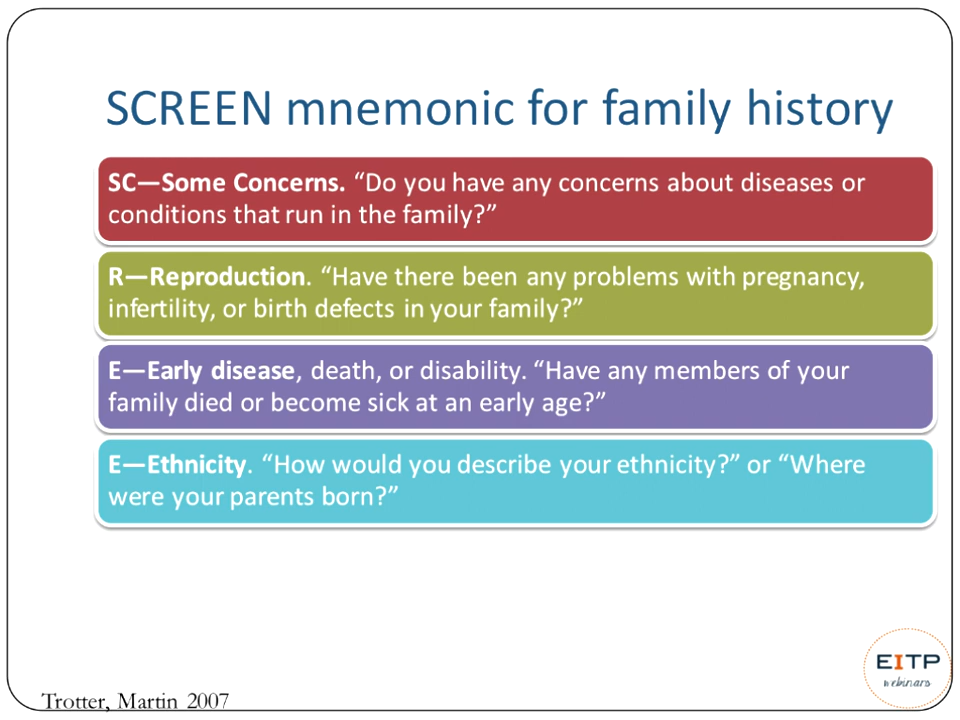 SCREEN mnemonic for family history
SC—Some Concerns. “Do you have any concerns about diseases or
conditions that run in the family?”
R—Reproduction. “Have there been any problems with pregnancy,
infertility, or birth defects in your family?”
E—Early disease, death, or disability. “Have any members of your
family died or become sick at an early age?”
E—Ethnicity. “How would you describe your ethnicity?” or “Where
were your parents born?”
EITP
webinars
Trotter, Martin 2007